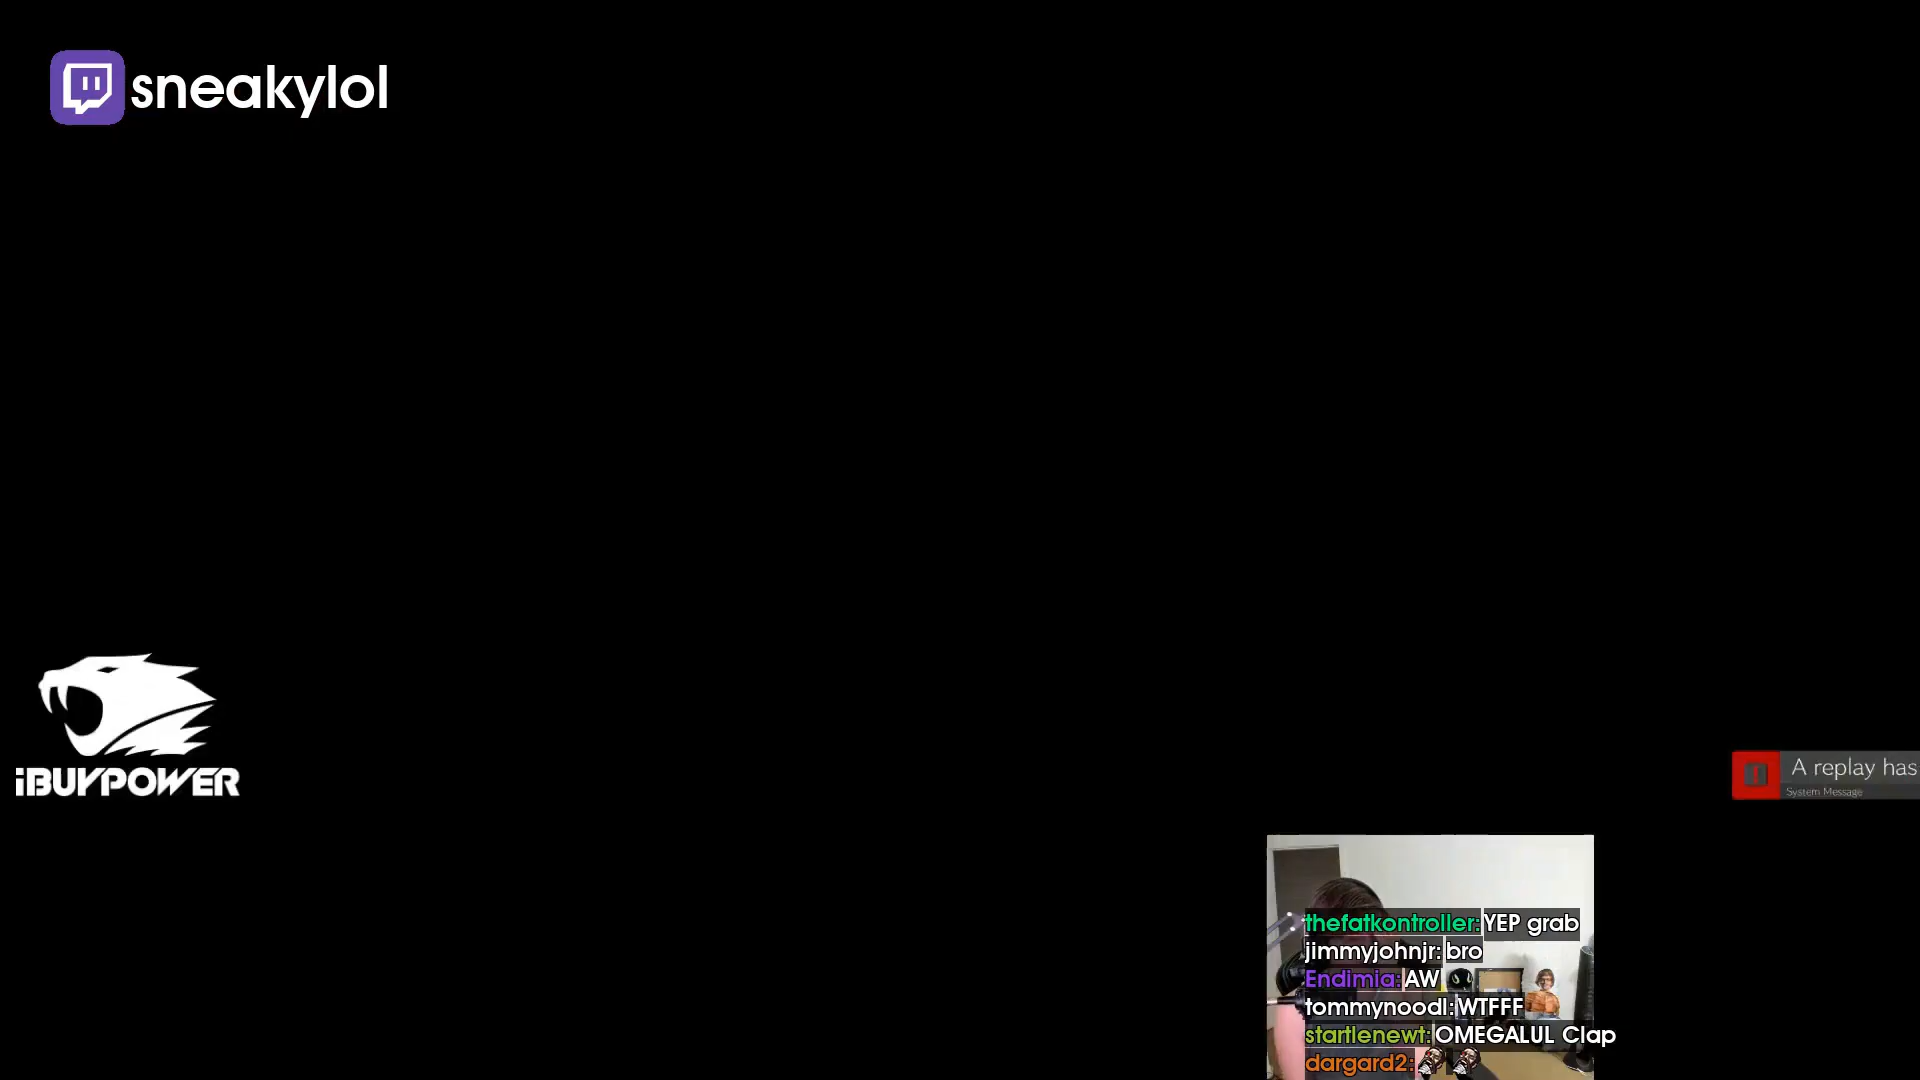 sneakylol
iBUYPOWER
A replay has
System Message
thefatkontroller: YEP grab
jimmyjohnjr: bro
Endimia: AW
tommynoodl: WTFFF
startlenewt: OMEGALUL Clap
dargard2: